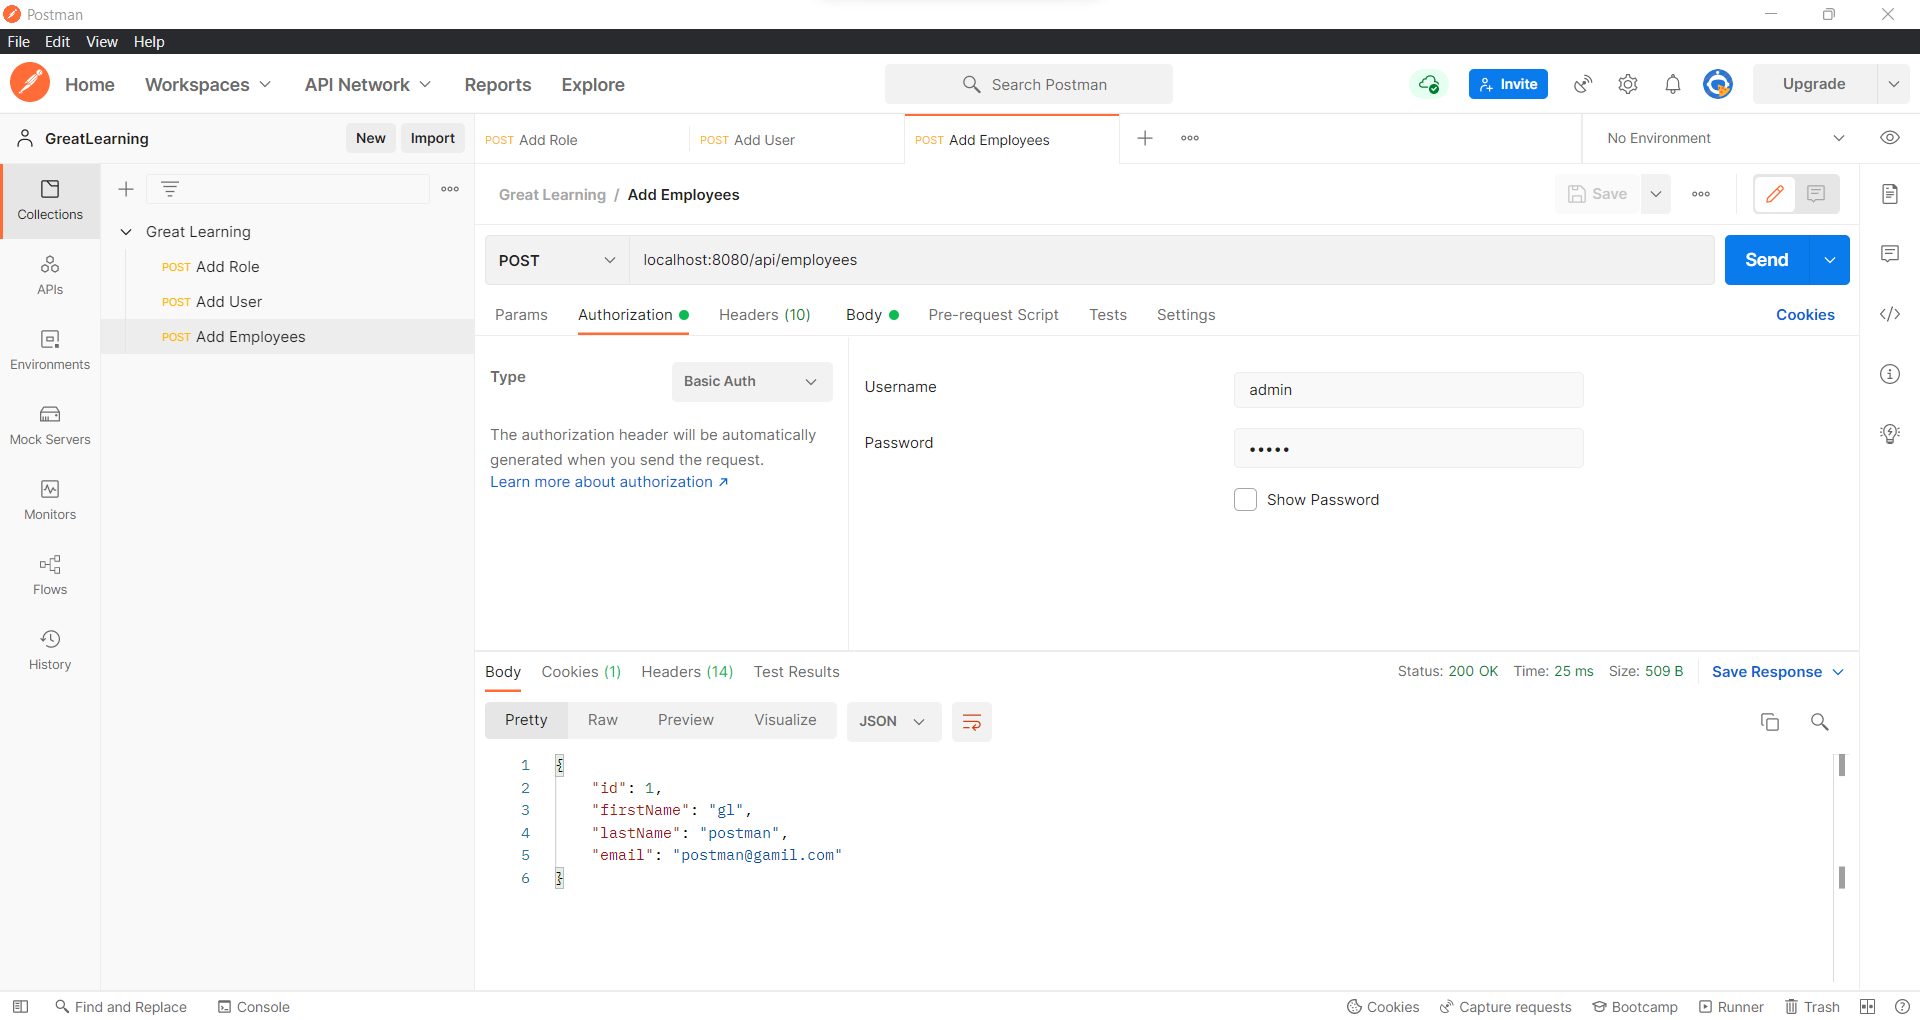 Postman
File Edit View Help
Home Workspaces API Network Reports Explore Search Postman Invite Upgrade
GreatLearning New Import
POST Add Role POST Add User POST Add Employees No Environment
Great Learning / Add Employees Save
Collections
APIs
Environments
Mock Servers
Monitors
Flows
History
Great Learning
POST Add Role
POST Add User
POST Add Employees
POST localhost:8080/api/employees Send
Params Authorization Headers (10) Body Pre-request Script Tests Settings Cookies
Type Basic Auth
The authorization header will be automatically
generated when you send the request.
Learn more about authorization ↗
Username admin
Password •••••
Show Password
Body Cookies (1) Headers (14) Test Results Status: 200 OK Time: 25 ms Size: 509 B Save Response
Pretty Raw Preview Visualize JSON
1 {
2 "id": 1,
3 "firstName": "gl",
4 "lastName": "postman",
5 "email": "postman@gamil.com"
6 }
Find and Replace Console Cookies Capture requests Bootcamp Runner Trash